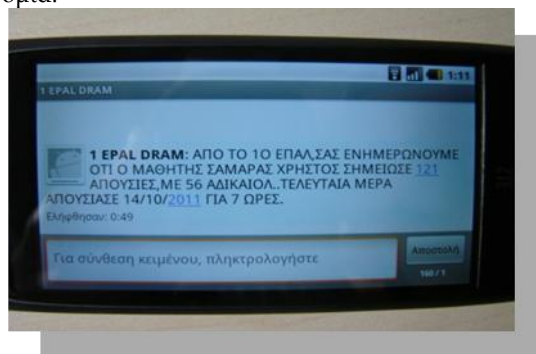 1:11
1 EPAL DRAM
1 EPAL DRAM: ΑΠΟ ΤΟ 1Ο ΕΠΑΛ,ΣΑΣ ΕΝΗΜΕΡΩΝΟΥΜΕ
ΟΤΙ Ο ΜΑΘΗΤΗΣ ΣΑΜΑΡΑΣ ΧΡΗΣΤΟΣ ΣΗΜΕΙΩΣΕ 121
ΑΠΟΥΣΙΕΣ,ΜΕ 56 ΑΔΙΚΑΙΟΛ..ΤΕΛΕΥΤΑΙΑ ΜΕΡΑ
ΑΠΟΥΣΙΑΣΕ 14/10/2011 ΓΙΑ 7 ΩΡΕΣ.
Ελήφθησαν: 0:49
Για σύνθεση κειμένου, πληκτρολογήστε
Αποστολή
160 / 1